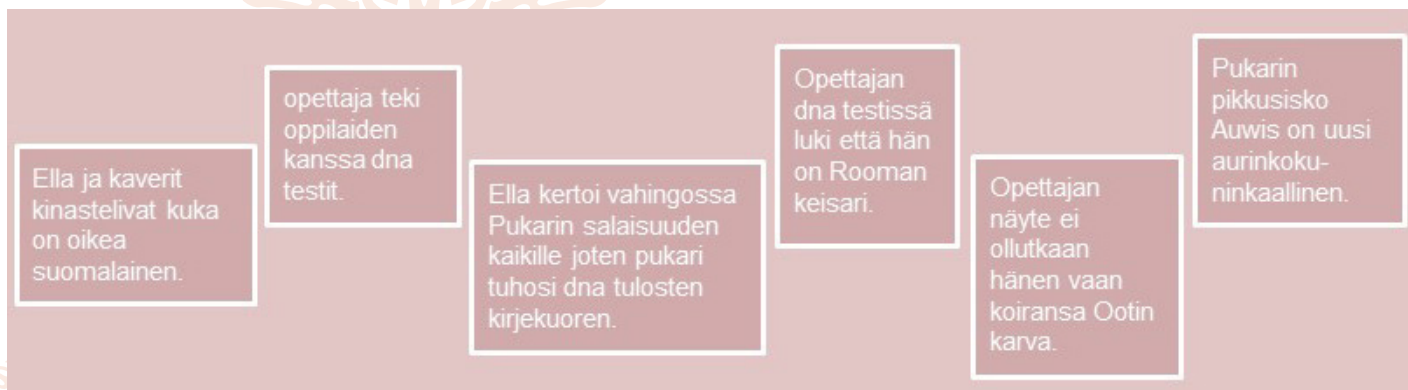 Ella ja kaverit
kinastelivat kuka
on oikea
suomalainen.
opettaja teki
oppilaiden
kanssa dna
testit.
Ella kertoi vahingossa
Pukarin salaisuuden
kaikille joten pukari
tuhosi dna tulosten
kirjekuoren.
Opettajan
dna testissä
luki että hän
on Rooman
keisari.
Opettajan
näyte ei
ollutkaan
hänen vaan
koiransa Ootin
karva.
Pukarin
pikkusisko
Auwis on uusi
aurinkoku-
ninkaallinen.